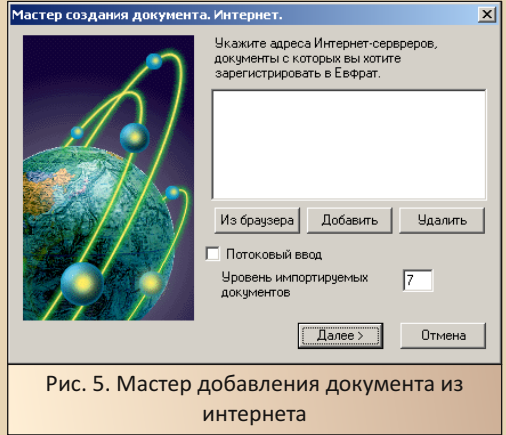 Мастер создания документа. Интернет.
Укажите адреса Интернет-сервреров,
документы с которых вы хотите
зарегистрировать в Евфрат.
Из браузера Добавить Удалить
Потоковый ввод
Уровень импортируемых
документов
7
Далее > Отмена
Рис. 5. Мастер добавления документа из
интернета